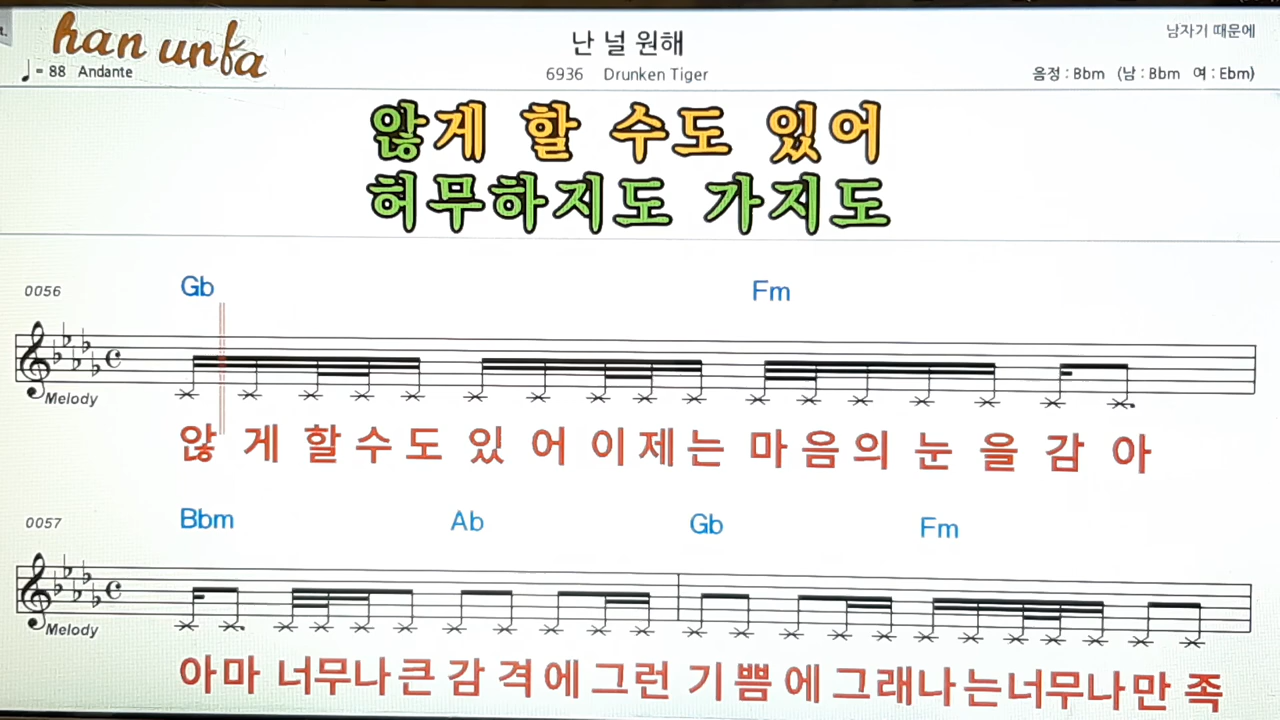 han unfa
♩= 88 Andante
난 널 원해
6936 Drunken Tiger
남자기 때문에
음정 : Bbm (남 : Bbm 여 : Ebm)
않게 할 수도 있어
허무하지도 가지도
0056
Gb Fm
Melody
않 게 할 수 도 있 어 이 제 는 마 음 의 눈 을 감 아
0057
Bbm Ab Gb Fm
Melody
아마 너무나 큰 감 격 에 그런 기 쁨 에 그래나 는너무나 만 족